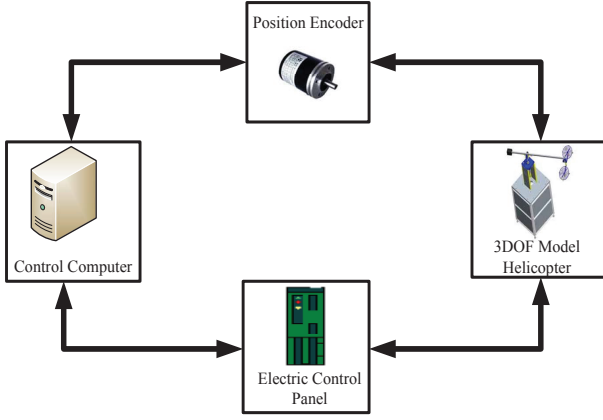 Position Encoder
Control Computer
3DOF Model
Helicopter
Electric Control
Panel